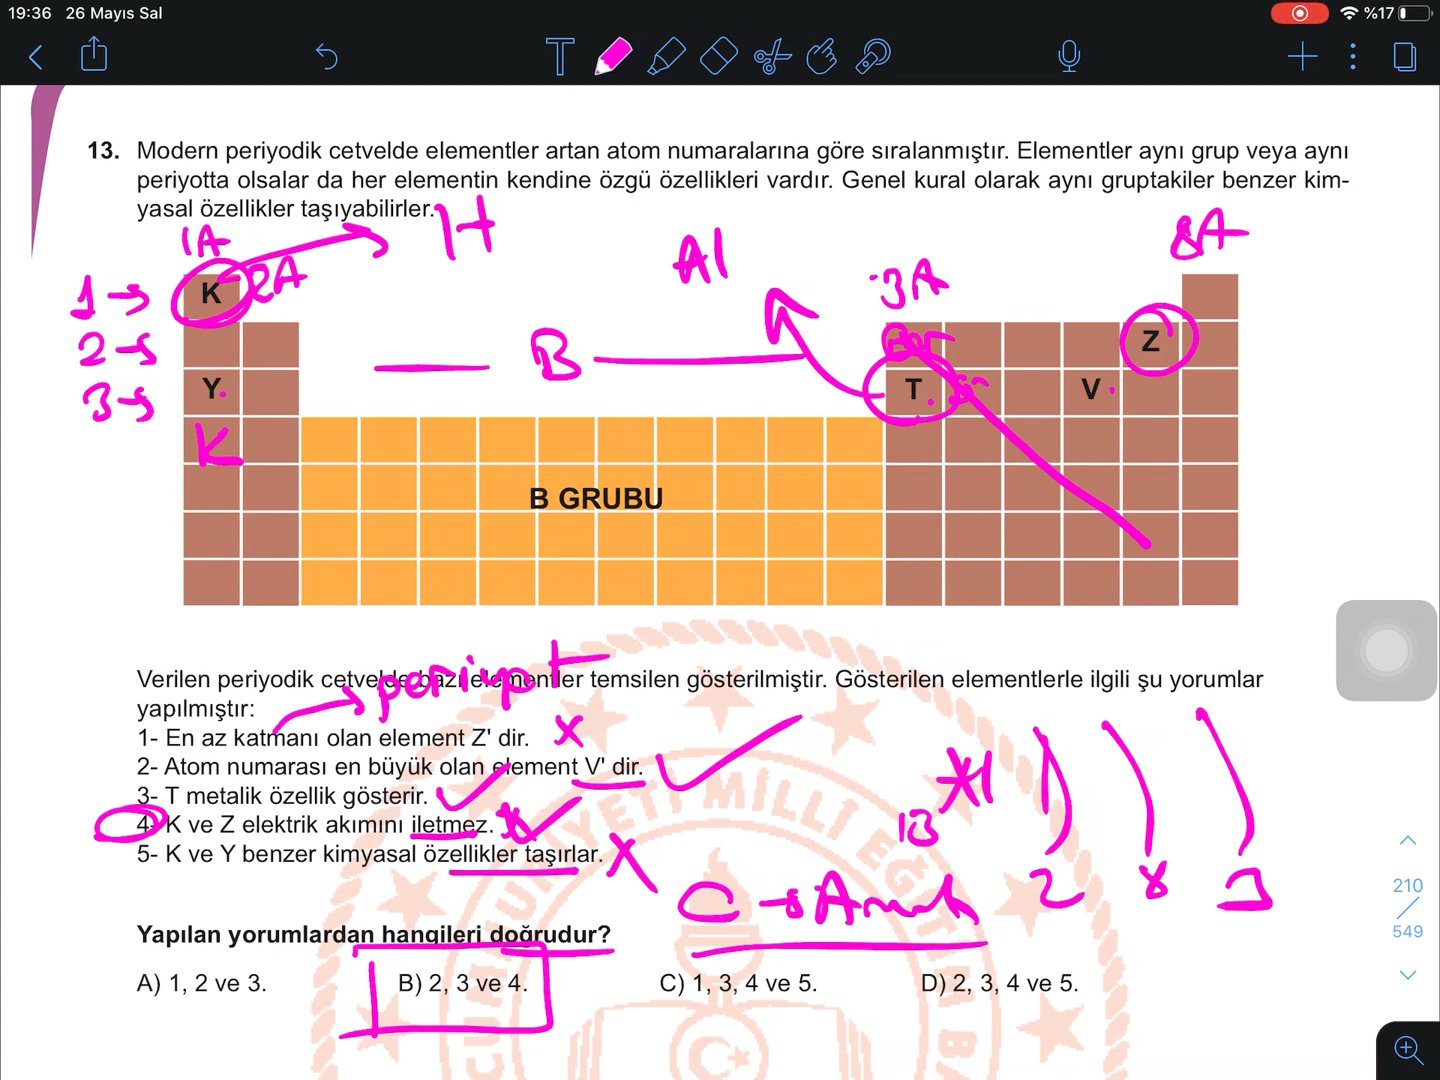 19:36 26 Mayıs Sal
%17
13. Modern periyodik cetvelde elementler artan atom numaralarına göre sıralanmıştır. Elementler aynı grup veya aynı
periyotta olsalar da her elementin kendine özgü özellikleri vardır. Genel kural olarak aynı gruptakiler benzer kim-
yasal özellikler taşıyabilirler.
H
1A
2A
Al
3A
8A
1→
K
2→
B
Z
3→
Y
T
V
K
B GRUBU
periyot
Verilen periyodik cetvelde bazı elementler temsilen gösterilmiştir. Gösterilen elementlerle ilgili şu yorumlar
yapılmıştır:
1- En az katmanı olan element Z' dir. x
2- Atom numarası en büyük olan element V' dir.
3- T metalik özellik gösterir.
4- K ve Z elektrik akımını iletmez.
5- K ve Y benzer kimyasal özellikler taşırlar. X
13
2 8 3
Yapılan yorumlardan hangileri doğrudur?
A) 1, 2 ve 3. B) 2, 3 ve 4. C) 1, 3, 4 ve 5. D) 2, 3, 4 ve 5.
210
549